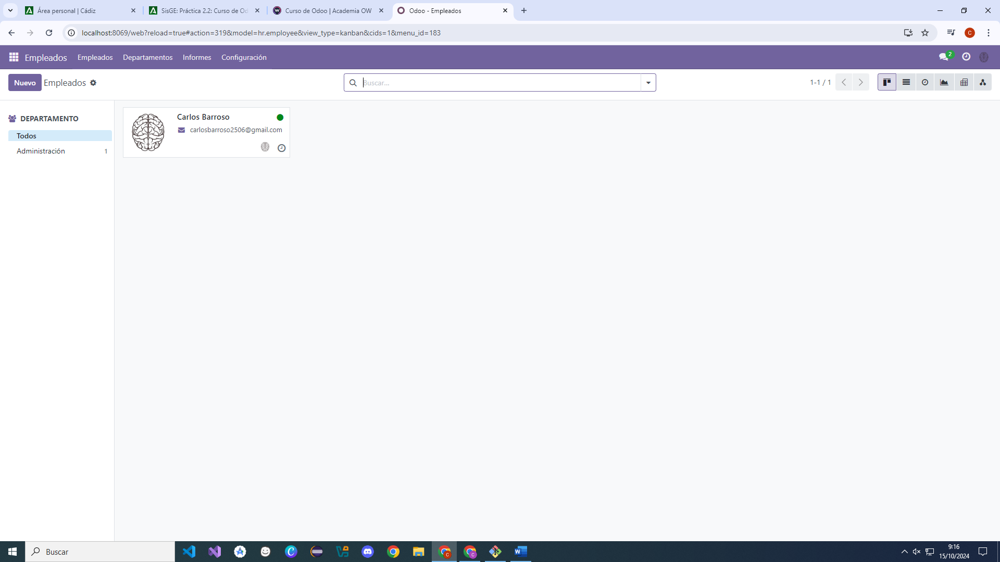 Área personal | Cádiz
SisGE: Práctica 2.2: Curso de Od
Curso de Odoo | Academia OW
Odoo - Empleados
localhost:8069/web?reload=true#action=319&model=hr.employee&view_type=kanban&cids=1&menu_id=183
C
Empleados
Empleados
Departamentos
Informes
Configuración
2
Nuevo
Empleados
Buscar...
1-1 / 1
DEPARTAMENTO
Todos
Administración 1
Carlos Barroso
carlosbarroso2506@gmail.com
Buscar
9:16
15/10/2024